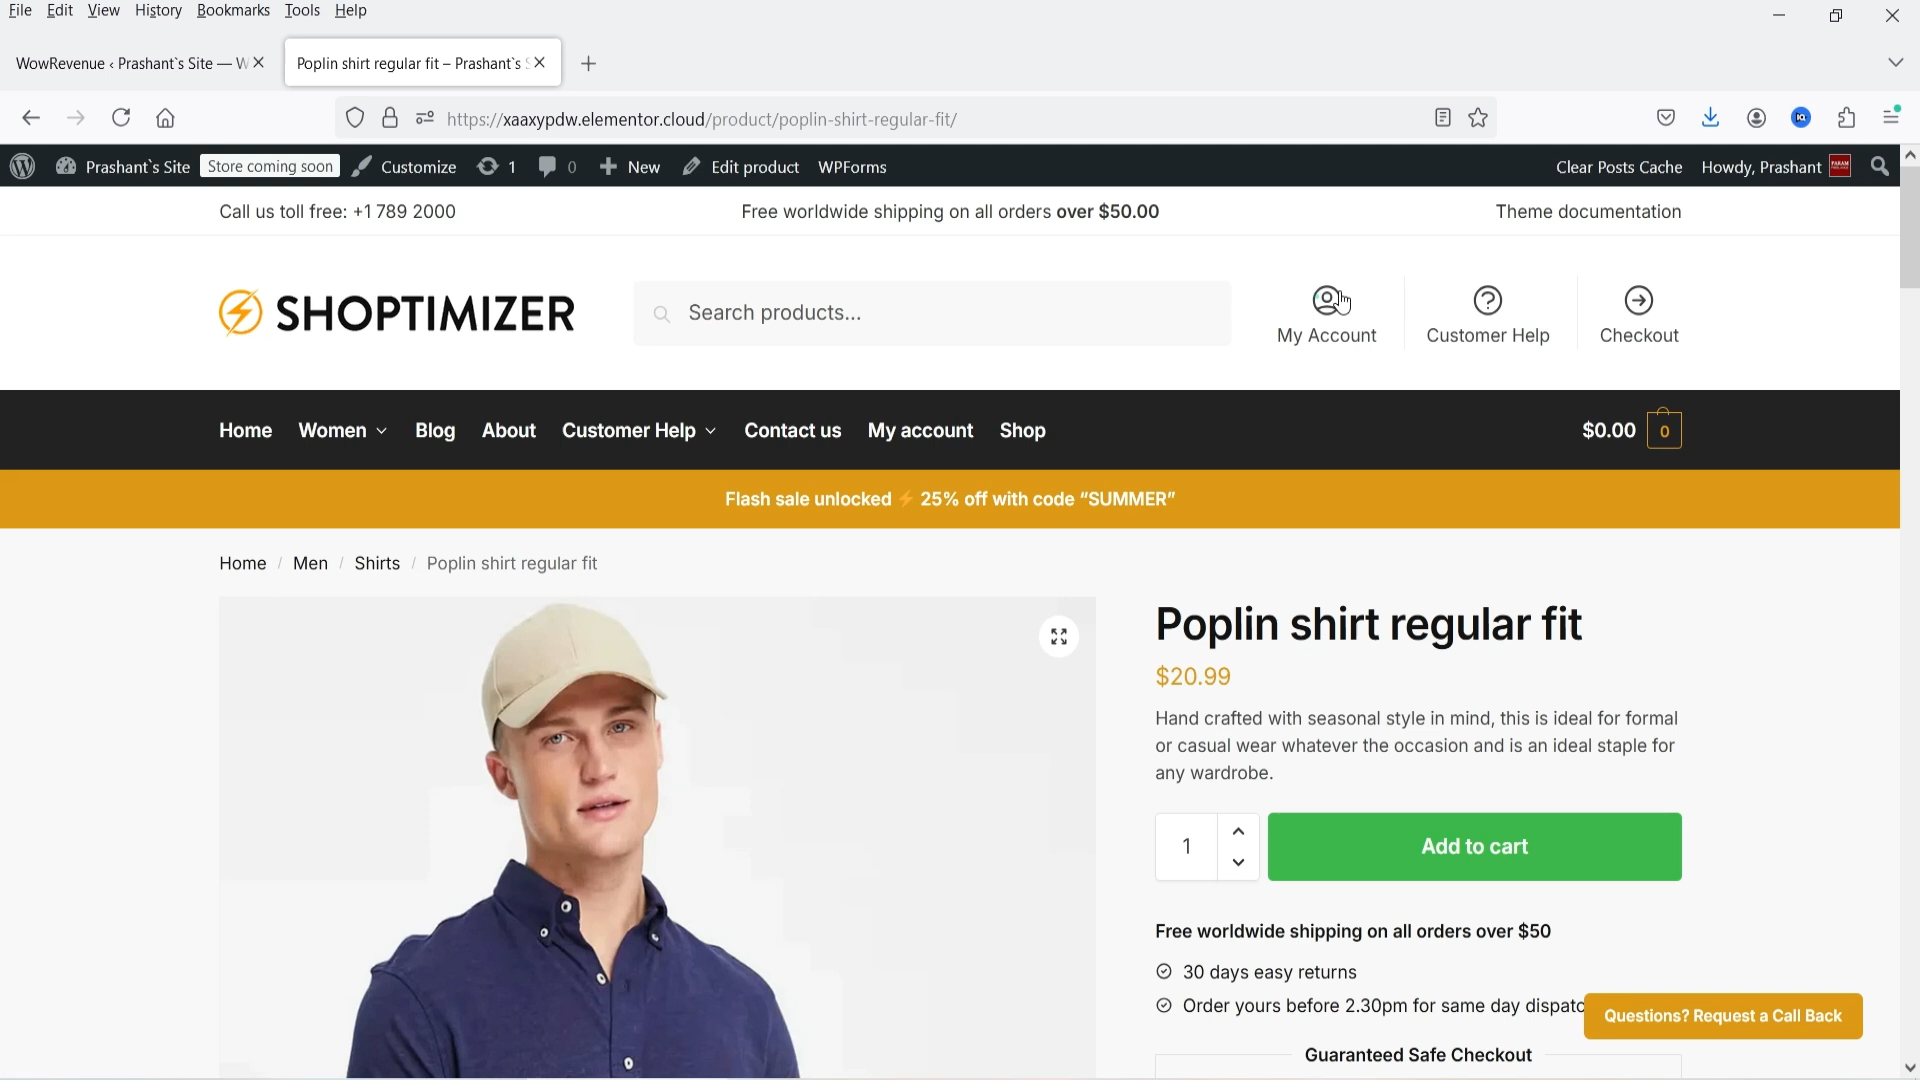 File Edit View History Bookmarks Tools Help
WowRevenue ‹ Prashant`s Site — W
Poplin shirt regular fit – Prashant`s S
https://xaaxypdw.elementor.cloud/product/poplin-shirt-regular-fit/
Prashant`s Site Store coming soon Customize 1 0 New Edit product WPForms Clear Posts Cache Howdy, Prashant
Call us toll free: +1 789 2000
Free worldwide shipping on all orders over $50.00
Theme documentation
SHOPTIMIZER
Search products...
My Account
Customer Help
Checkout
Home Women Blog About Customer Help Contact us My account Shop $0.00 0
Flash sale unlocked ⚡ 25% off with code “SUMMER”
Home / Men / Shirts / Poplin shirt regular fit
Poplin shirt regular fit
$20.99
Hand crafted with seasonal style in mind, this is ideal for formal
or casual wear whatever the occasion and is an ideal staple for
any wardrobe.
1
Add to cart
Free worldwide shipping on all orders over $50
30 days easy returns
Order yours before 2.30pm for same day dispatc
Questions? Request a Call Back
Guaranteed Safe Checkout